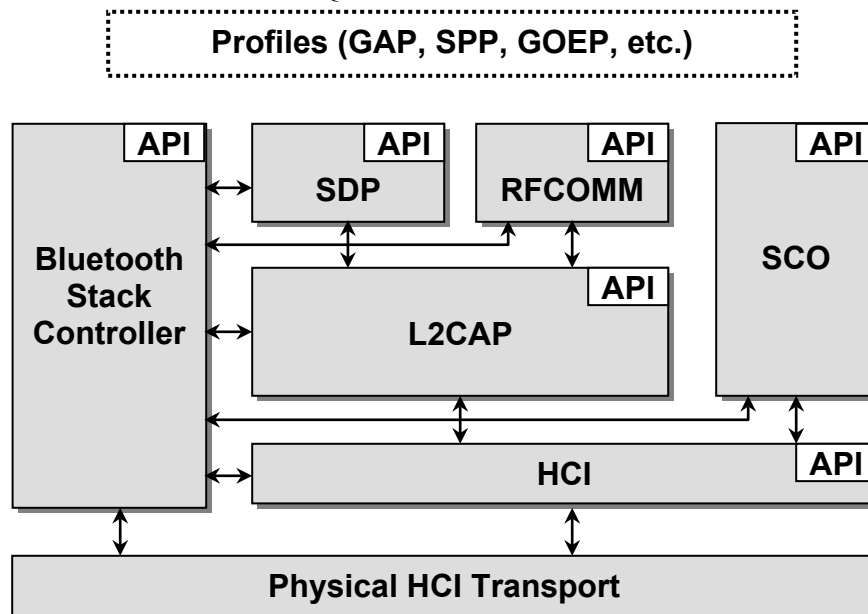 Profiles (GAP, SPP, GOEP, etc.)
API
API
API
API
SDP
RFCOMM
Bluetooth
Stack
Controller
SCO
API
L2CAP
API
HCI
Physical HCI Transport